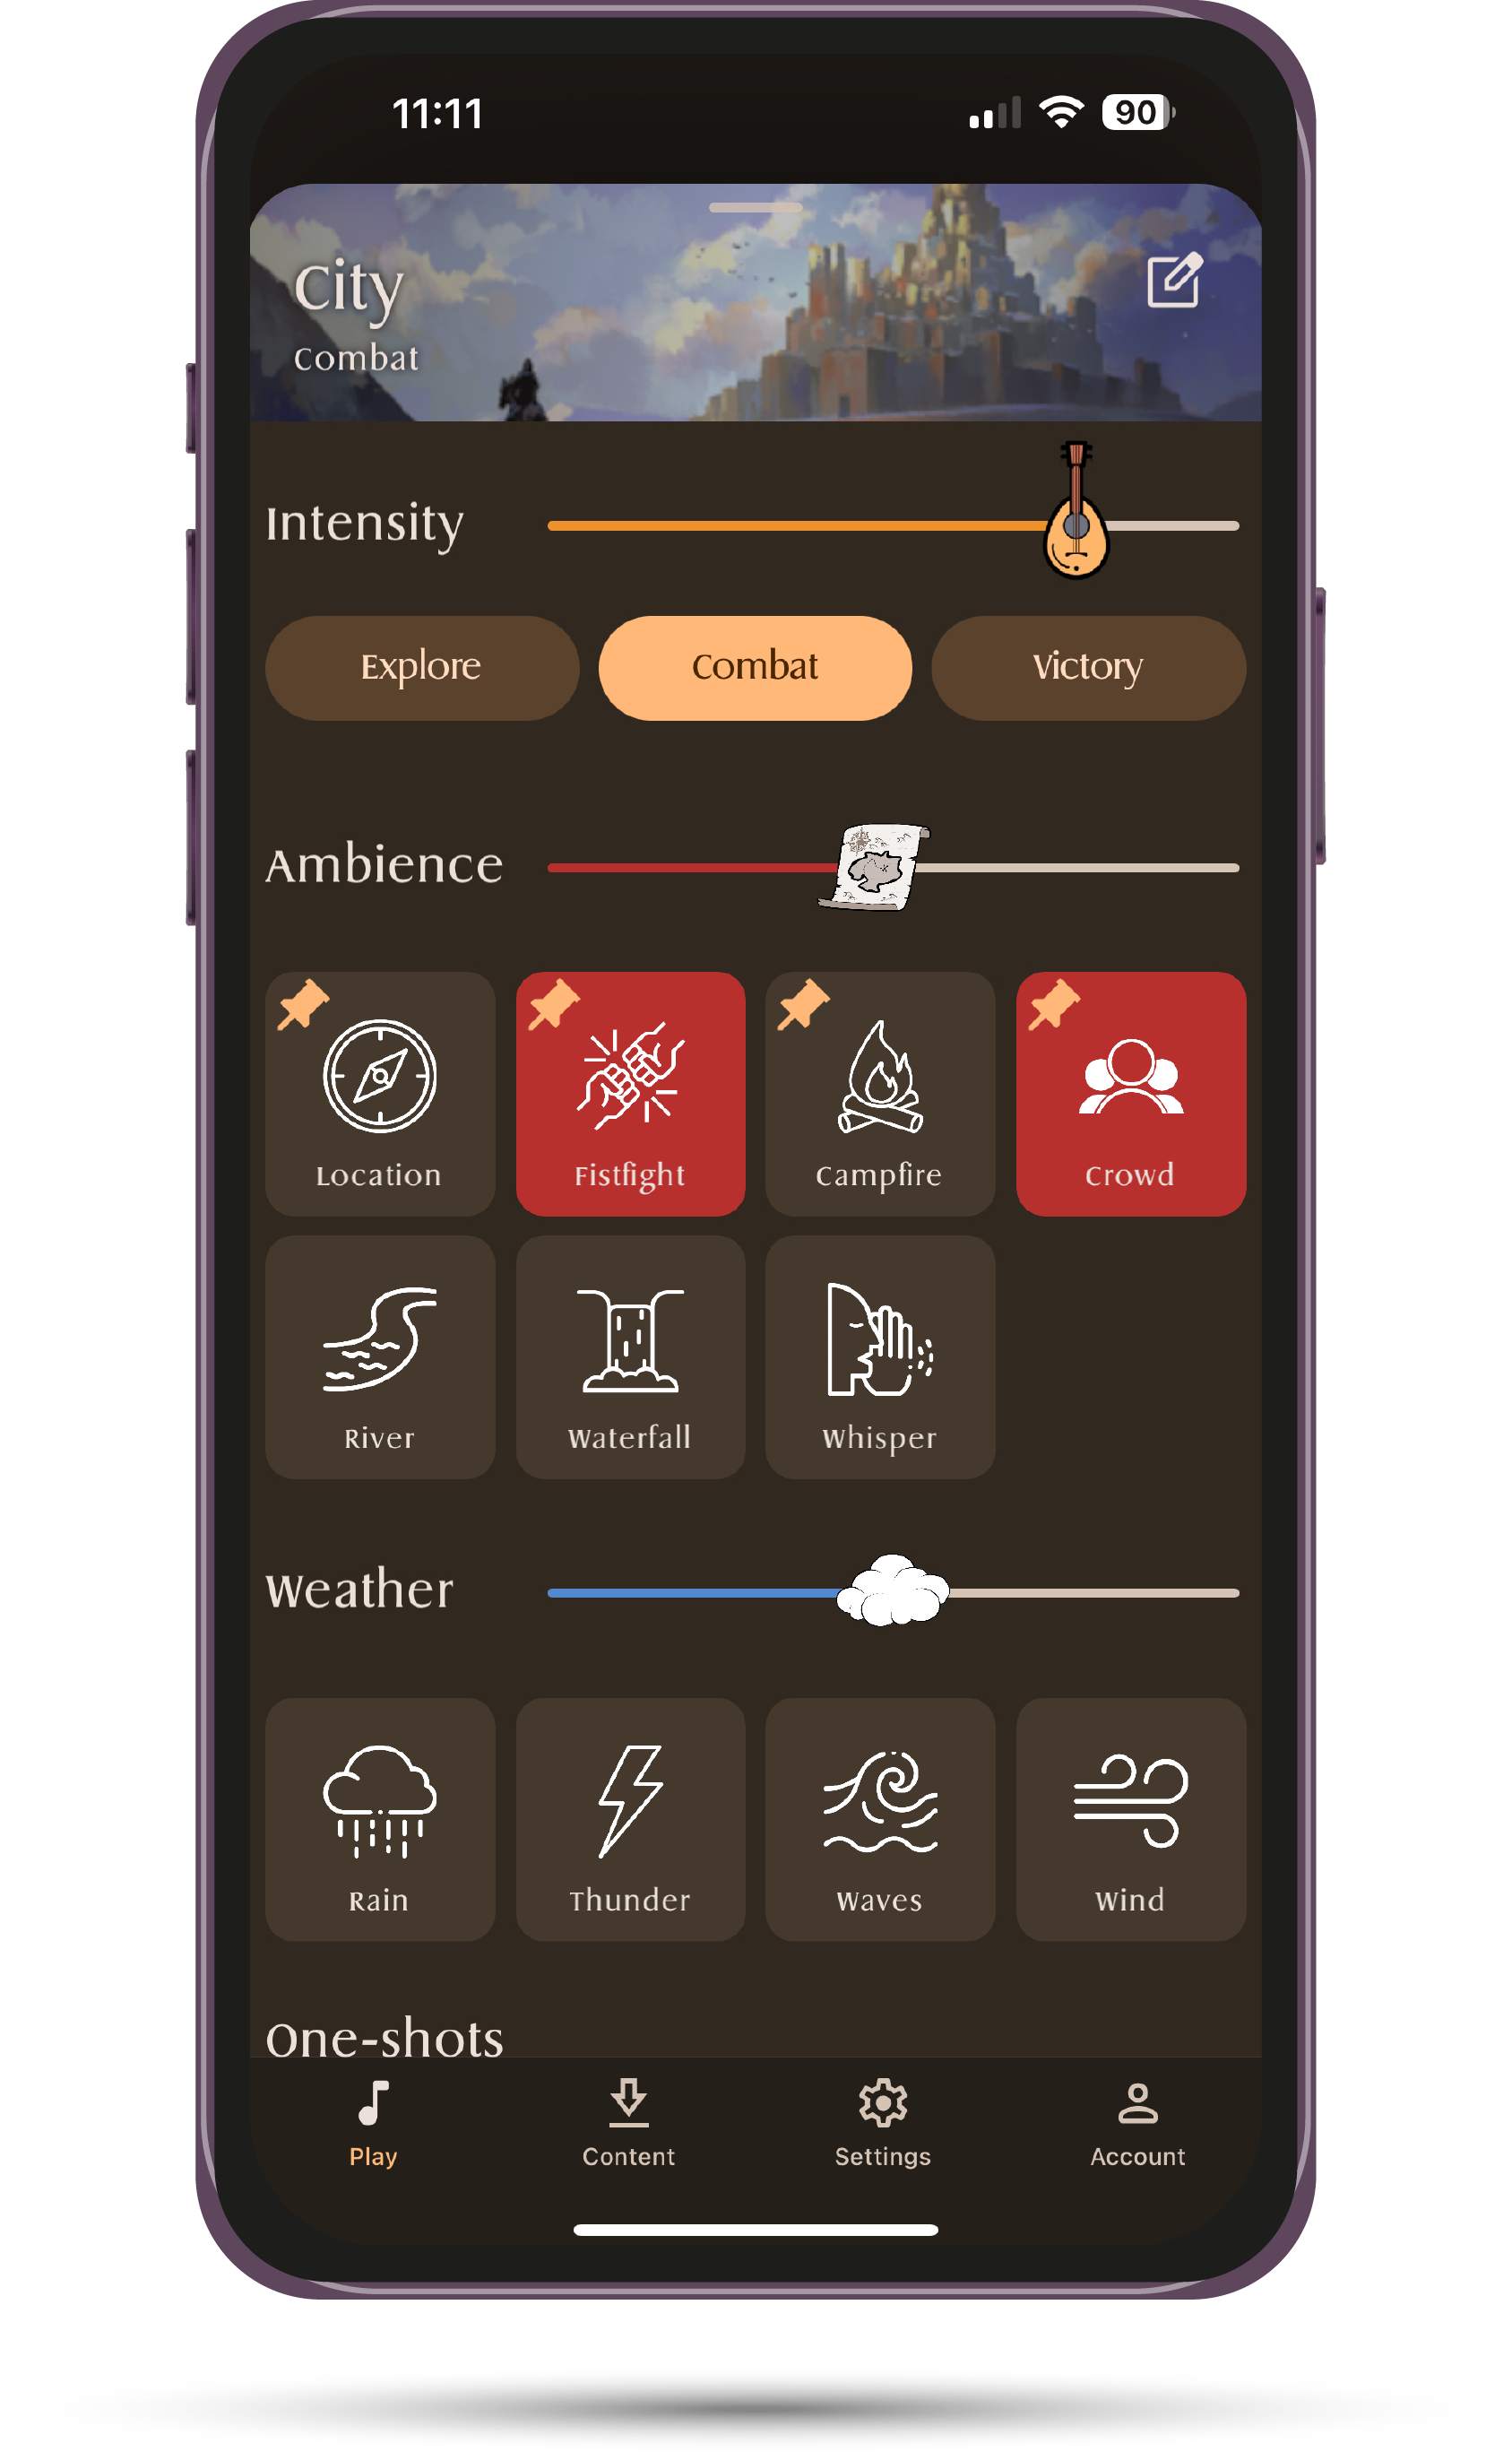 11:11
90
City
Combat
Intensity
Explore Combat Victory
Ambience
Location Fistfight Campfire Crowd
River Waterfall Whisper
Weather
Rain Thunder Waves Wind
One-shots
Play Content Settings Account